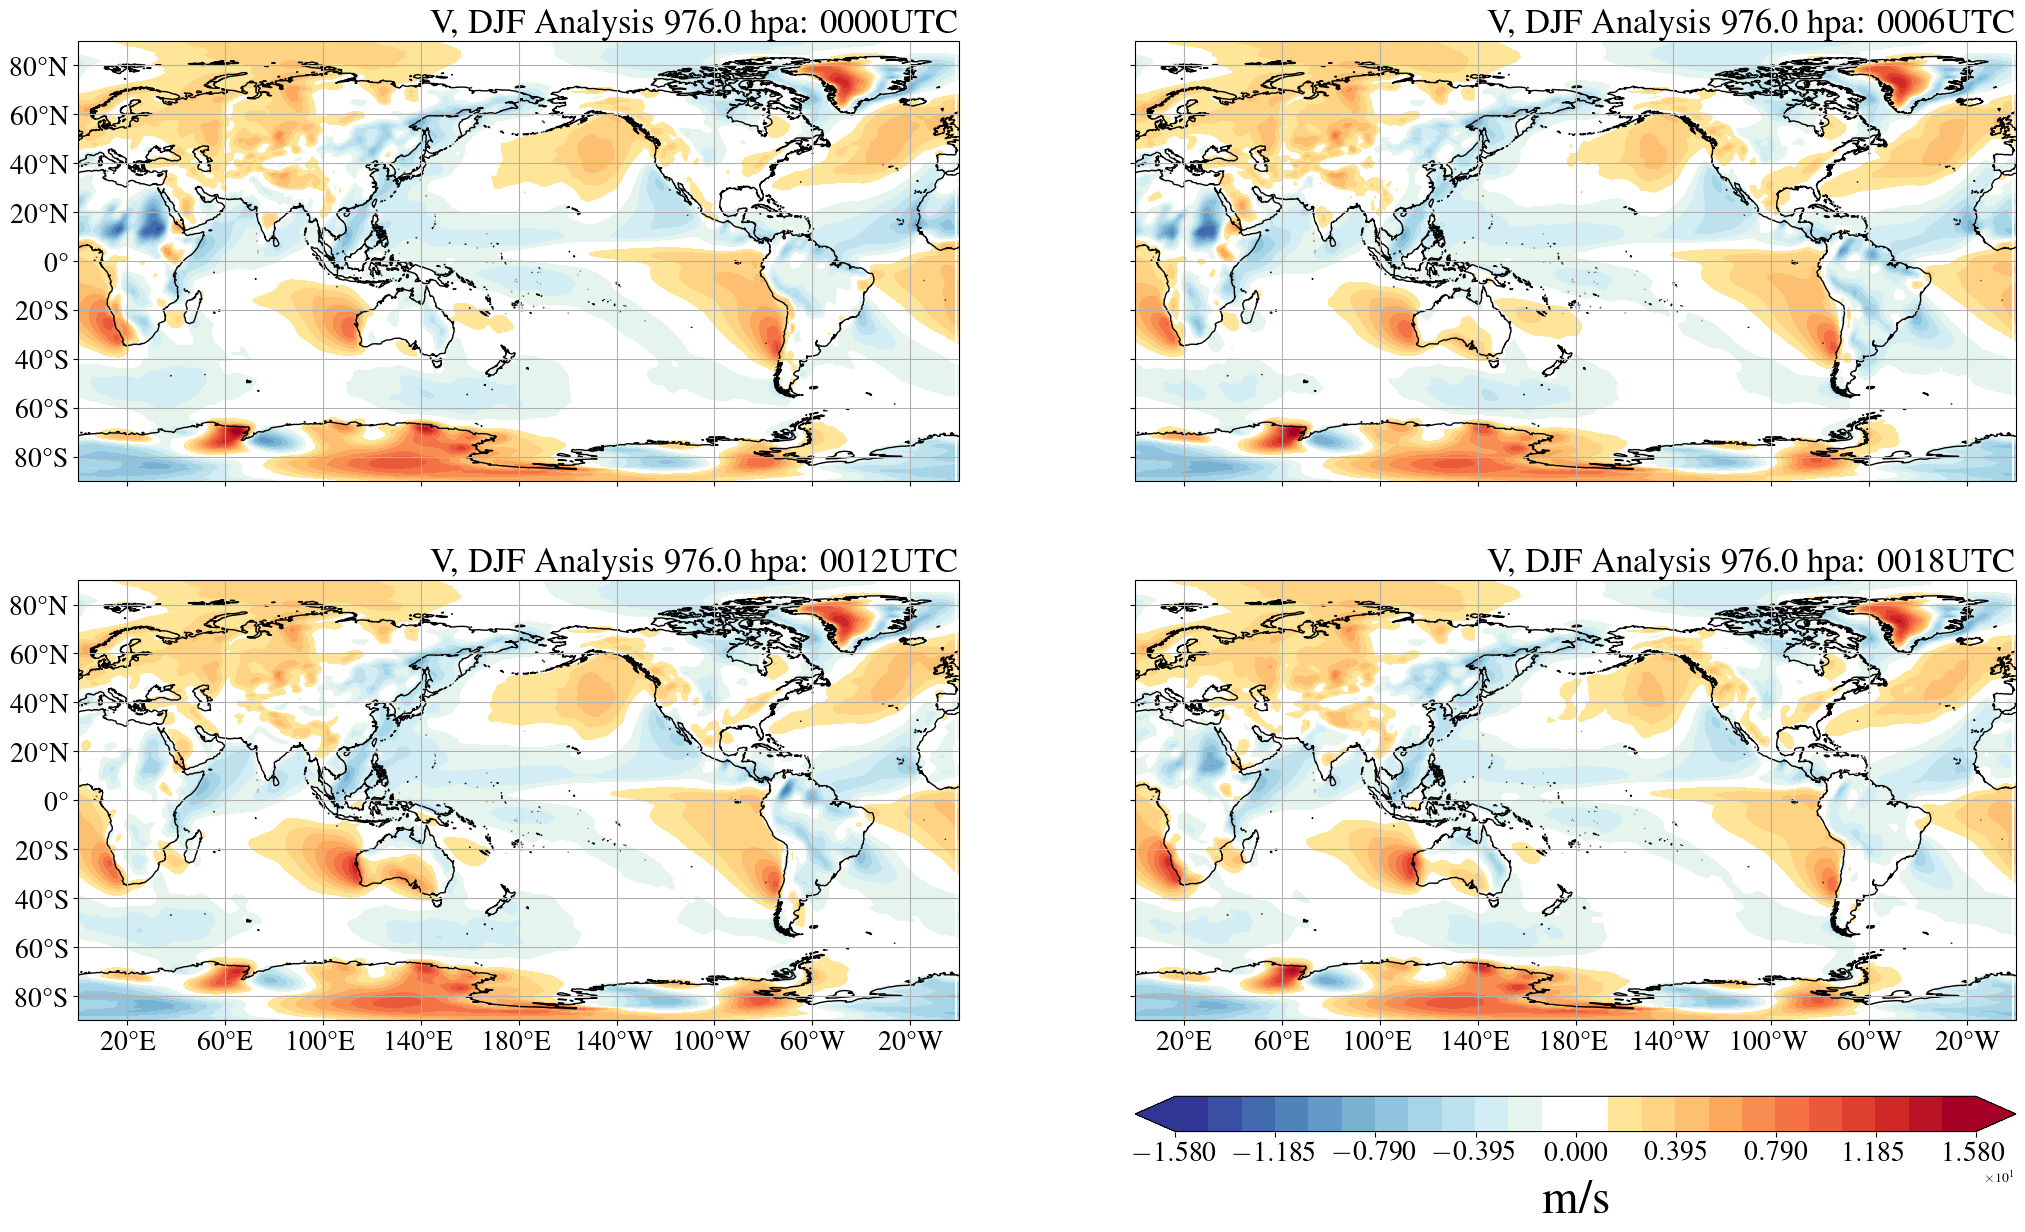 V, DJF Analysis 976.0 hpa: 0000UTC
V, DJF Analysis 976.0 hpa: 0006UTC
80°N
60°N
40°N
20°N
0°
20°S
40°S
60°S
80°S
V, DJF Analysis 976.0 hpa: 0012UTC
V, DJF Analysis 976.0 hpa: 0018UTC
80°N
60°N
40°N
20°N
0°
20°S
40°S
60°S
80°S
20°E 60°E 100°E 140°E 180°E 140°W 100°W 60°W 20°W
20°E 60°E 100°E 140°E 180°E 140°W 100°W 60°W 20°W
−1.580 −1.185 −0.790 −0.395 0.000 0.395 0.790 1.185 1.580
×10¹
m/s